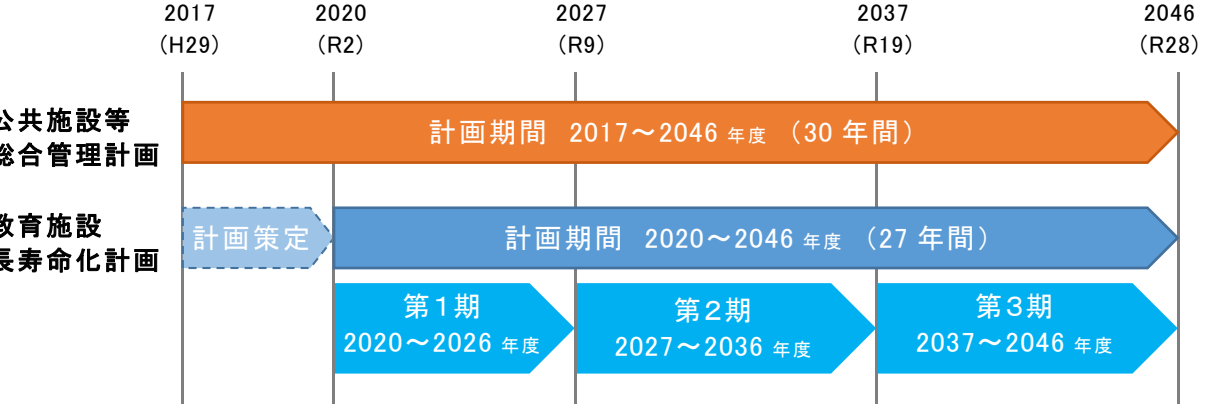 2017 2020 2027 2037 2046
(H29) (R2) (R9) (R19) (R28)
公共施設等
総合管理計画
計画期間 2017～2046 年度 (30 年間)
教育施設
長寿命化計画
計画策定
計画期間 2020～2046 年度 (27 年間)
第1期
2020～2026 年度
第2期
2027～2036 年度
第3期
2037～2046 年度